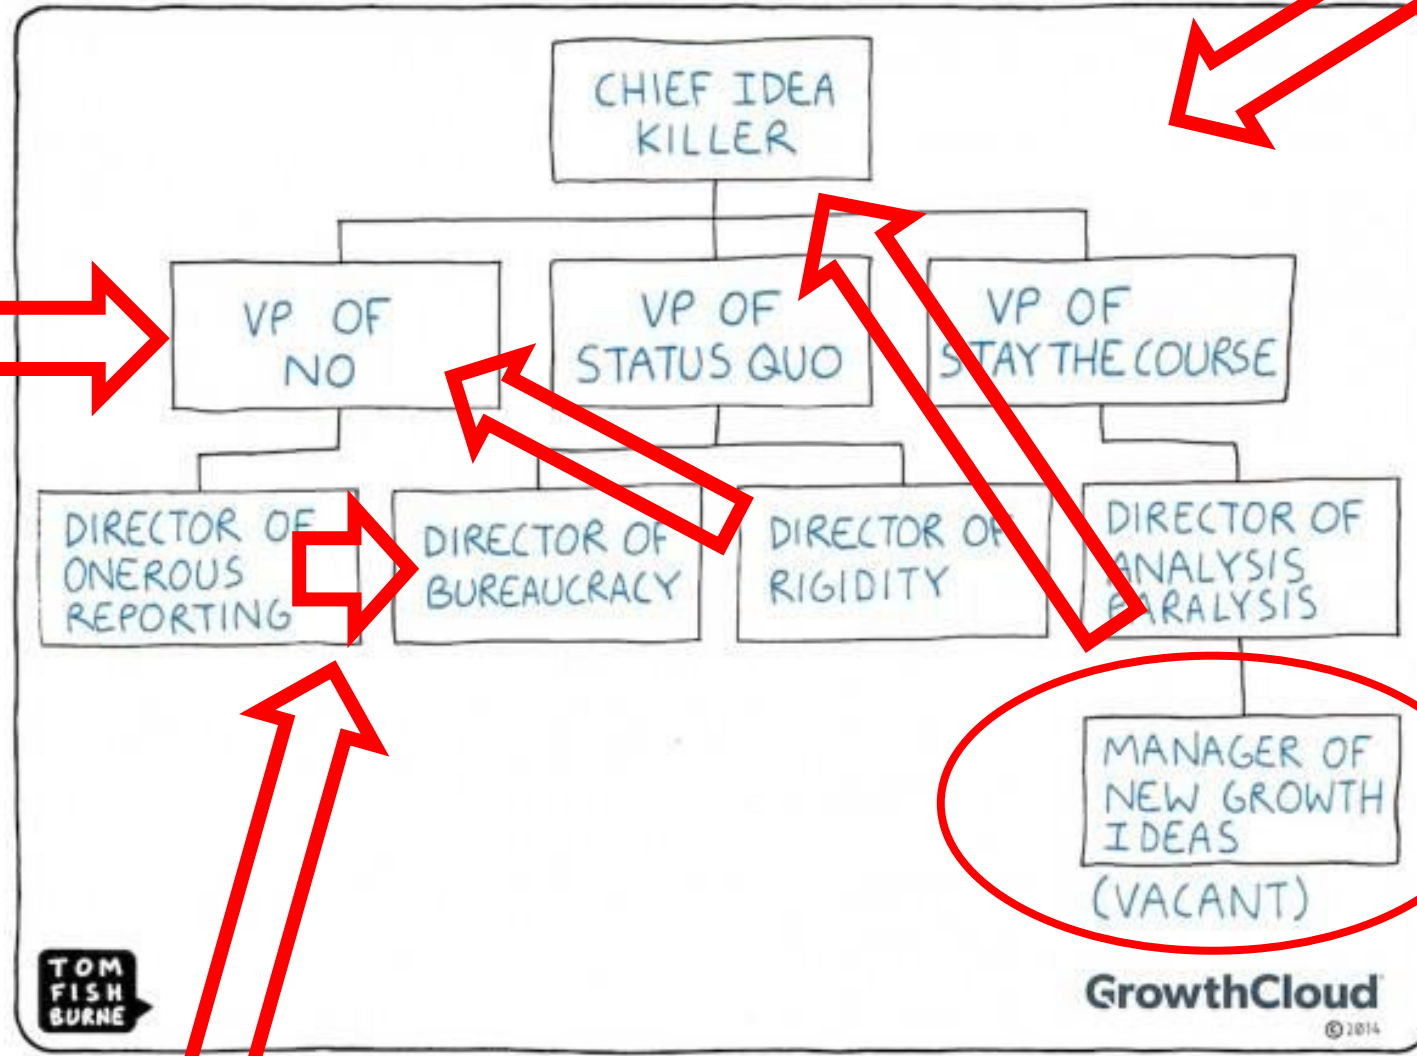 CHIEF IDEA
KILLER
VP OF
NO
VP OF
STATUS QUO
VP OF
STAY THE COURSE
DIRECTOR OF
ONEROUS
REPORTING
DIRECTOR OF
BUREAUCRACY
DIRECTOR OF
RIGIDITY
DIRECTOR OF
ANALYSIS
PARALYSIS
MANAGER OF
NEW GROWTH
IDEAS
(VACANT)
TOM
FISH
BURNE
GrowthCloud
© 2014